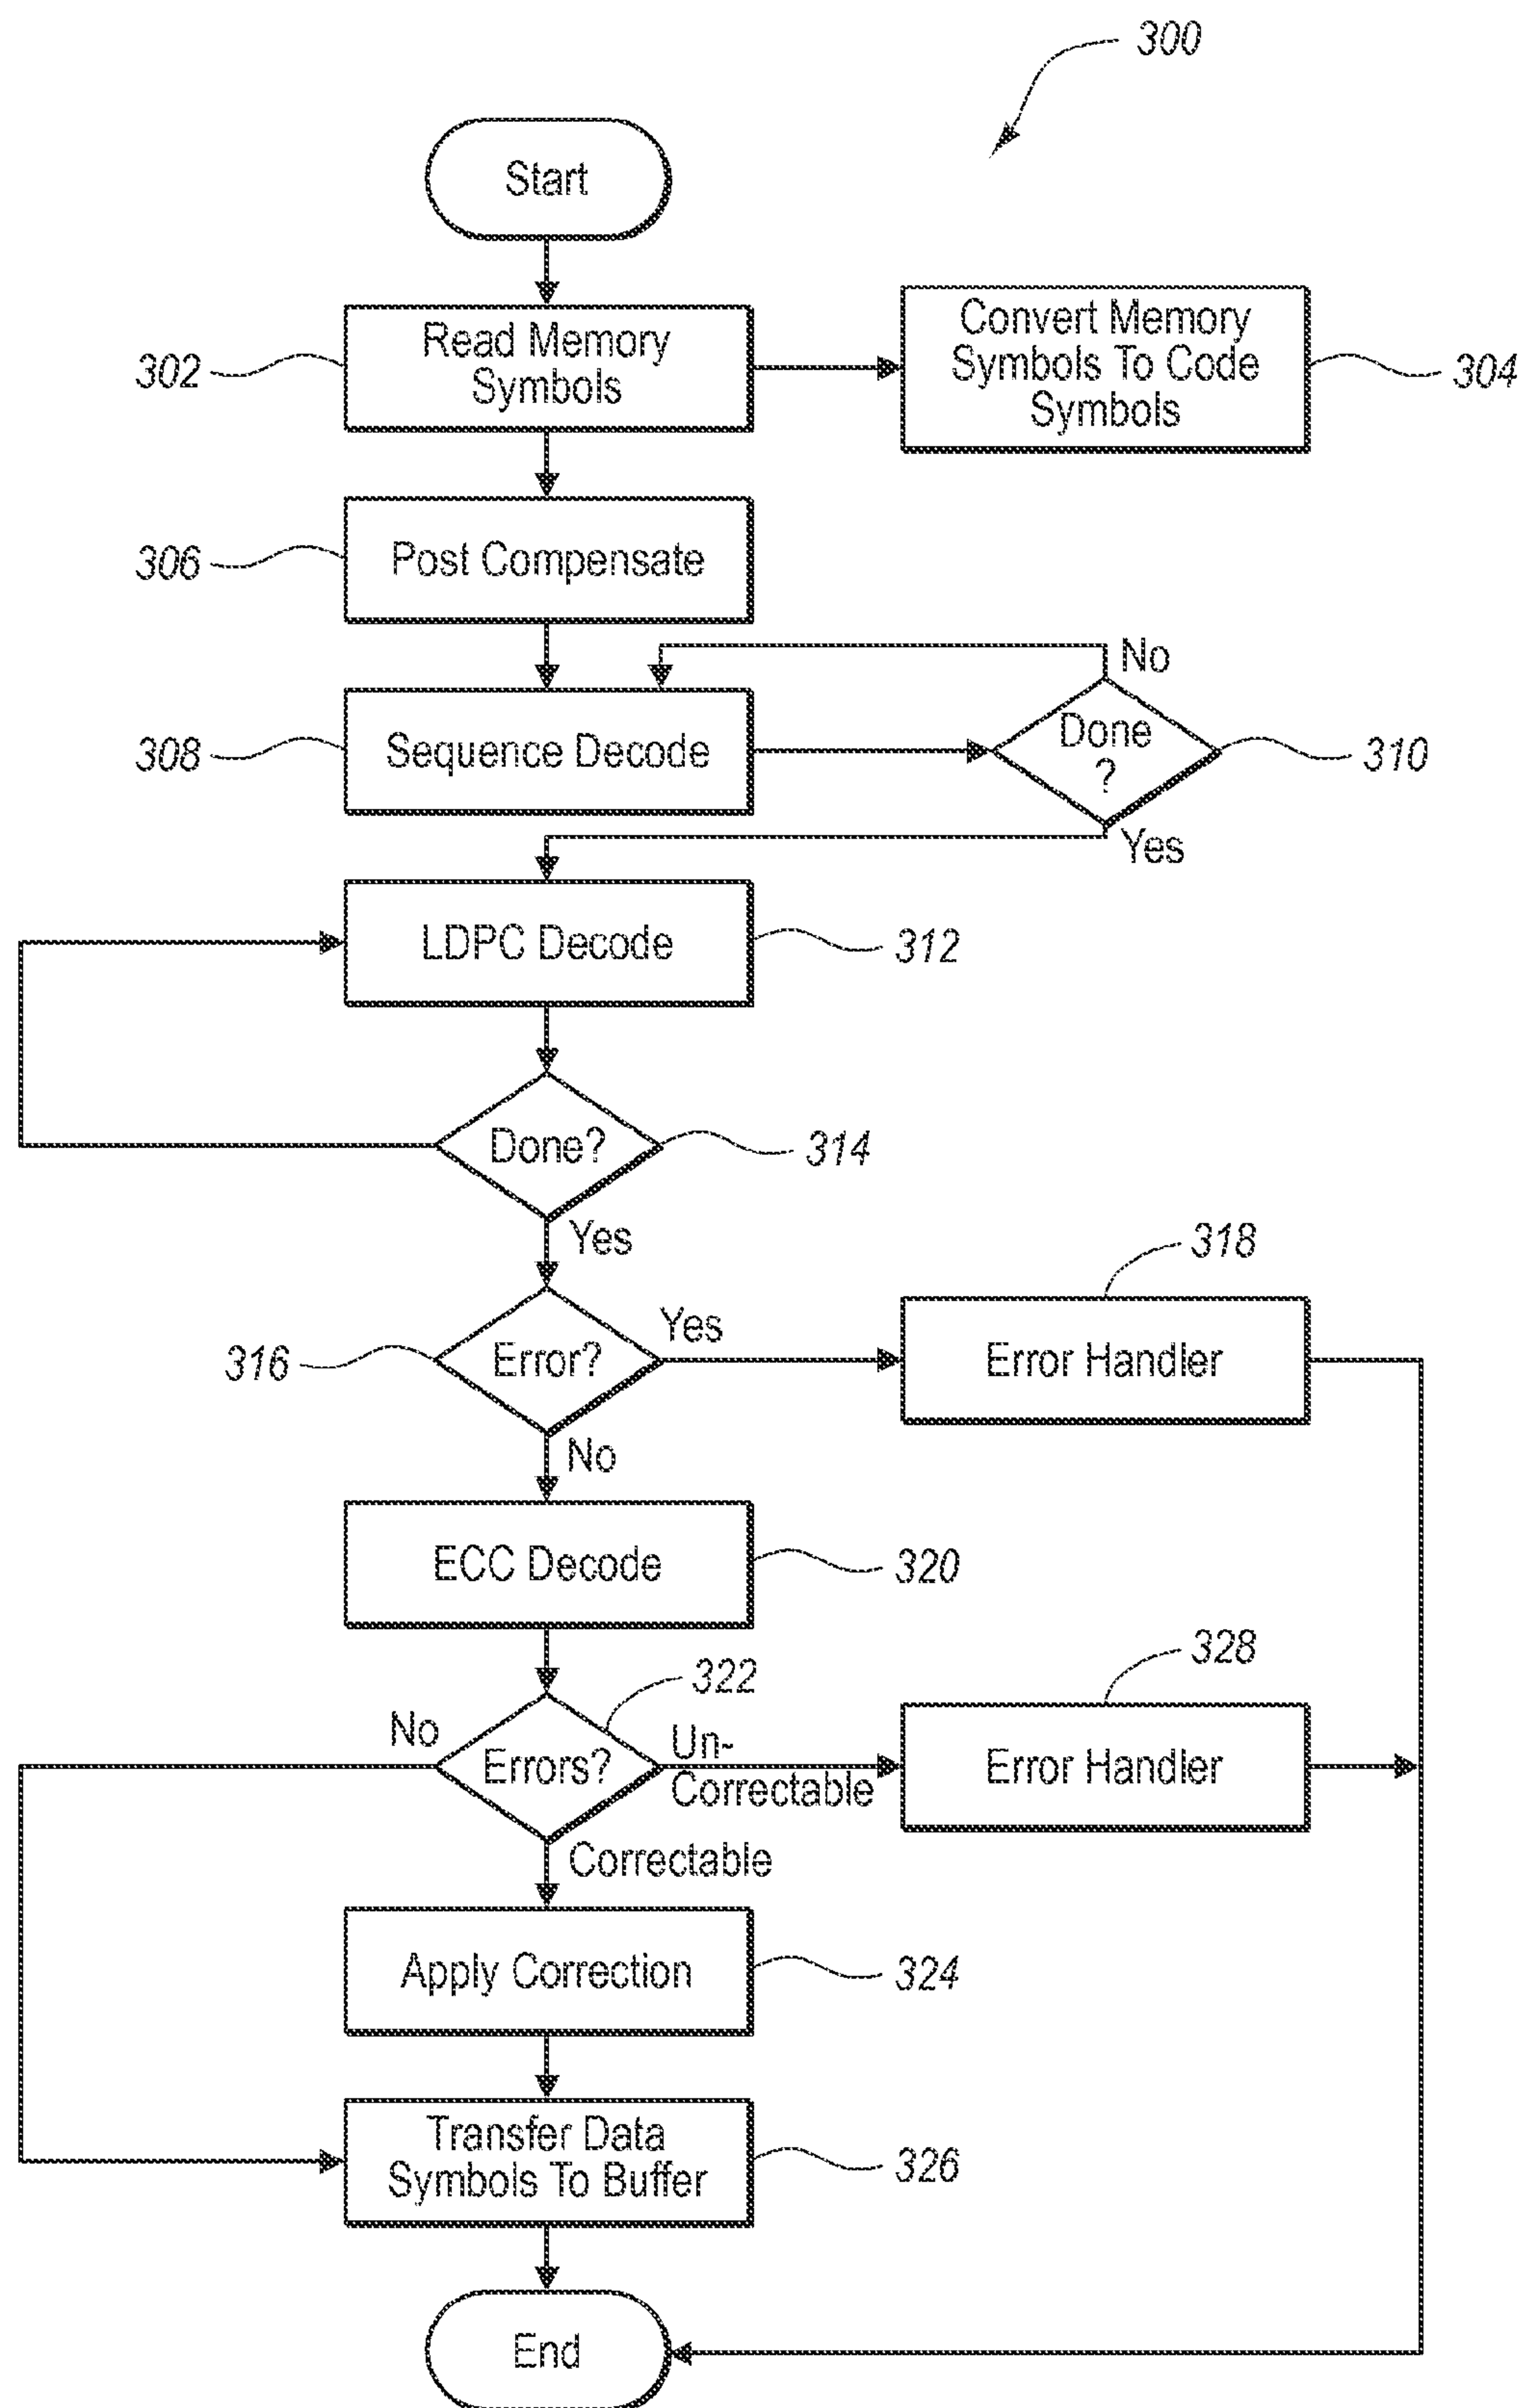 300
Start
Read Memory
Symbols
302
Convert Memory
Symbols To Code
Symbols
304
Post Compensate
306
No
Sequence Decode
308
Done
?
310
Yes
LDPC Decode
312
Done?
314
Yes
318
Error?
316
Yes
Error Handler
No
ECC Decode
320
328
322
No
Errors?
Un-
Correctable
Error Handler
Correctable
Apply Correction
324
Transfer Data
Symbols To Buffer
326
End